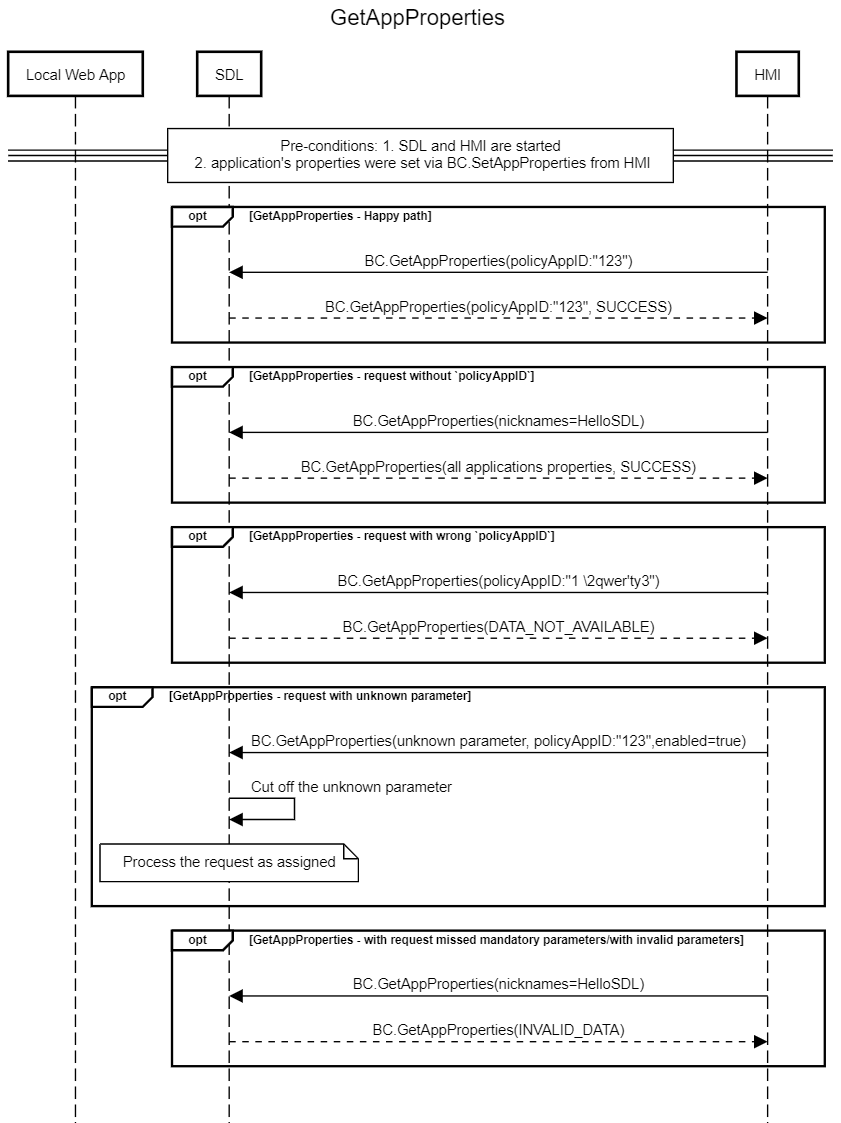 GetAppProperties
Local Web App
SDL
HMI
Pre-conditions: 1. SDL and HMI are started
2. application's properties were set via BC.SetAppProperties from HMI
opt
[GetAppProperties - Happy path]
BC.GetAppProperties(policyAppID:"123")
BC.GetAppProperties(policyAppID:"123", SUCCESS)
opt
[GetAppProperties - request without `policyAppID`]
BC.GetAppProperties(nicknames=HelloSDL)
BC.GetAppProperties(all applications properties, SUCCESS)
opt
[GetAppProperties - request with wrong `policyAppID`]
BC.GetAppProperties(policyAppID:"1 \2qwer'ty3")
BC.GetAppProperties(DATA_NOT_AVAILABLE)
opt
[GetAppProperties - request with unknown parameter]
BC.GetAppProperties(unknown parameter, policyAppID:"123",enabled=true)
Cut off the unknown parameter
Process the request as assigned
opt
[GetAppProperties - with request missed mandatory parameters/with invalid parameters]
BC.GetAppProperties(nicknames=HelloSDL)
BC.GetAppProperties(INVALID_DATA)